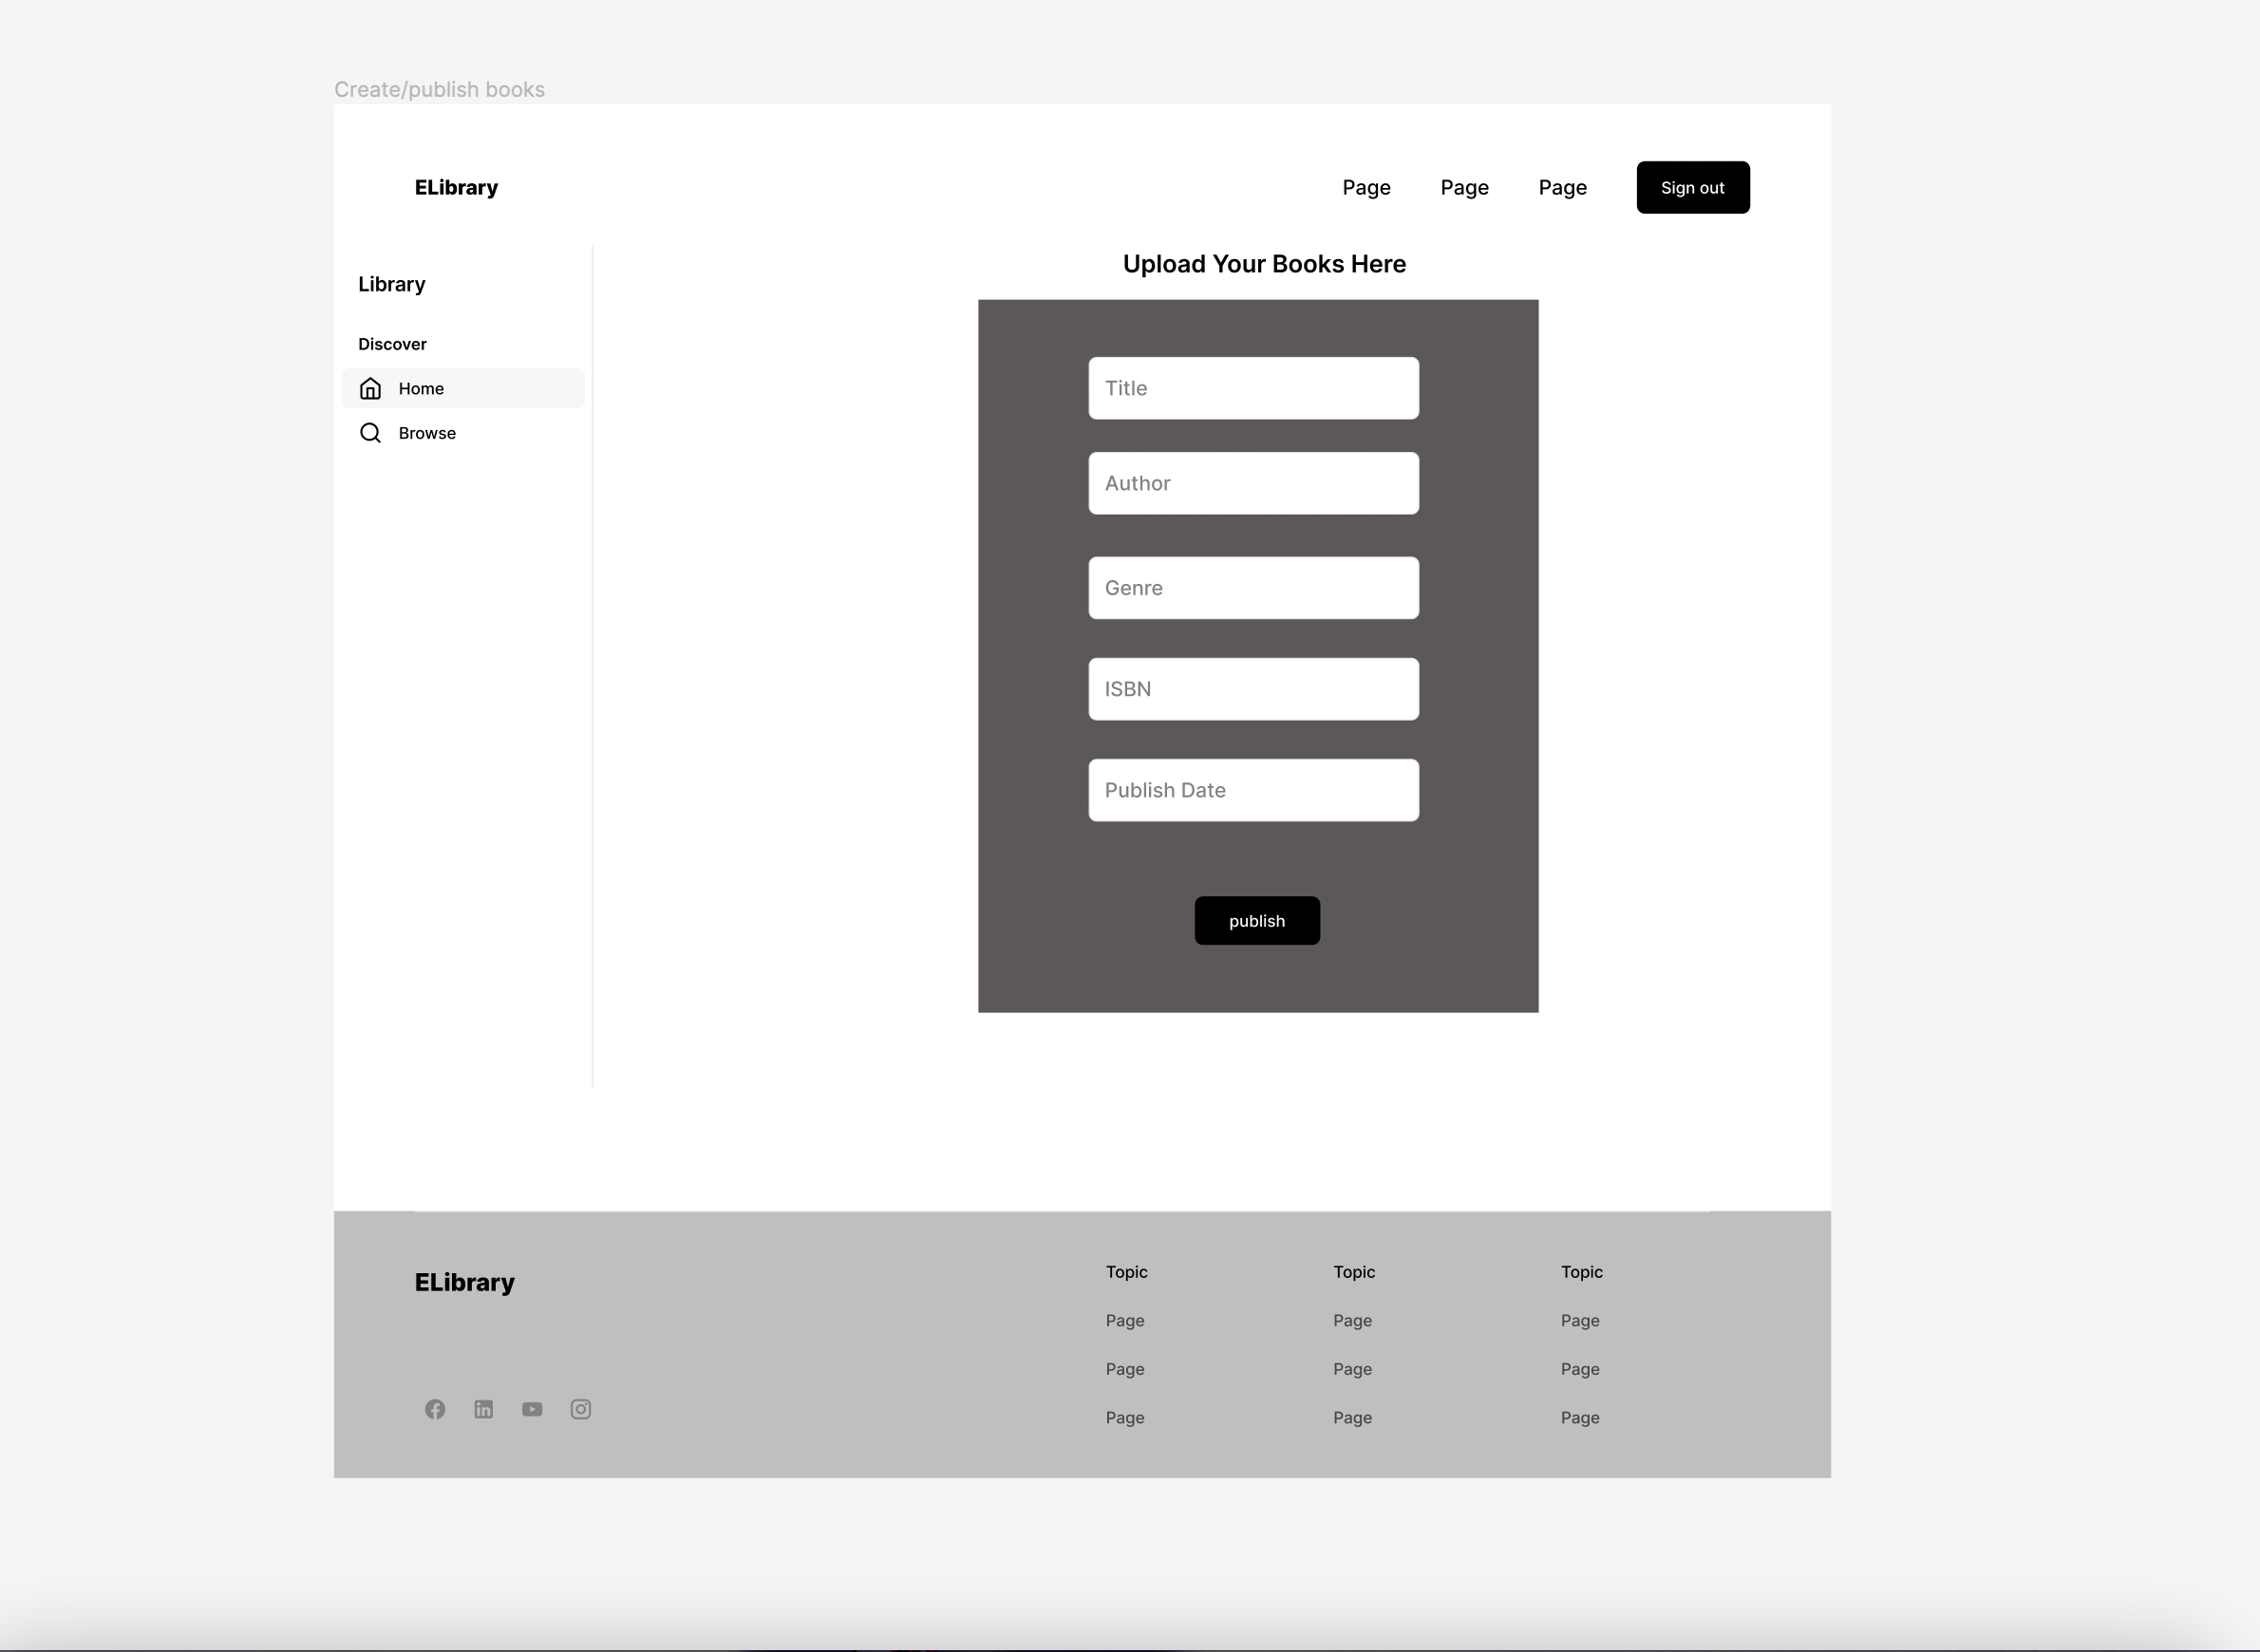 Create/publish books
ELibrary
Page Page Page Sign out
Library
Discover
Home
Browse
Upload Your Books Here
Title
Author
Genre
ISBN
Publish Date
publish
ELibrary
Topic Topic Topic
Page Page Page
Page Page Page
Page Page Page